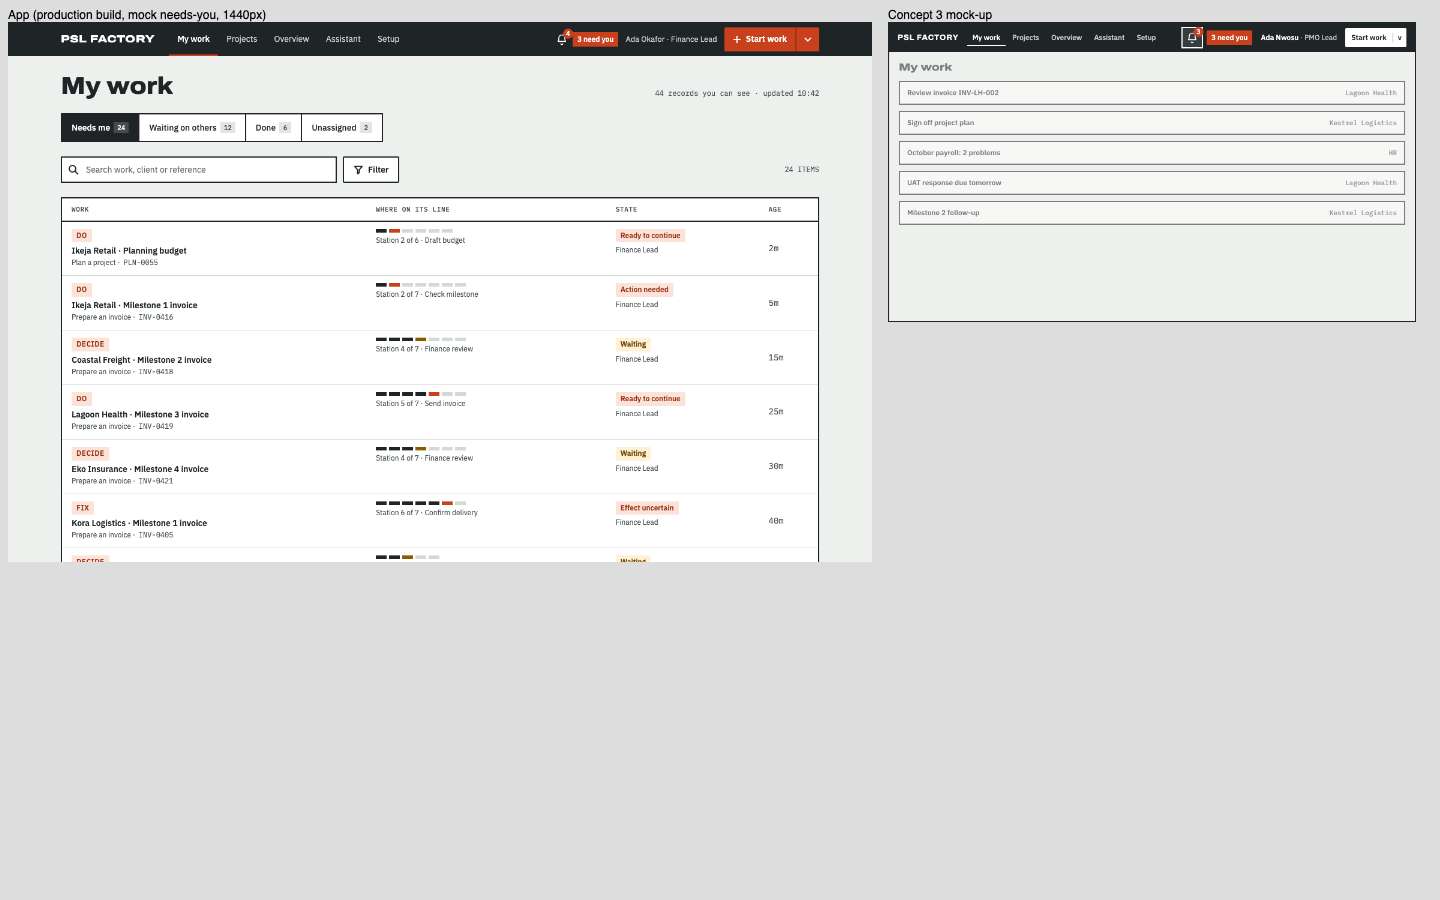 App (production build, mock needs-you, 1440px)
PSL FACTORY My work Projects Overview Assistant Setup 4 3 need you Ada Okafor · Finance Lead + Start work
My work
44 records you can see · updated 10:42
Needs me 24 Waiting on others 12 Done 6 Unassigned 2
Search work, client or reference Filter 24 ITEMS
WORK WHERE ON ITS LINE STATE AGE
DO
Ikeja Retail · Planning budget
Plan a project · PLN-0055
Station 2 of 6 · Draft budget
Ready to continue
Finance Lead
2m
DO
Ikeja Retail · Milestone 1 invoice
Prepare an invoice · INV-0416
Station 2 of 7 · Check milestone
Action needed
Finance Lead
5m
DECIDE
Coastal Freight · Milestone 2 invoice
Prepare an invoice · INV-0418
Station 4 of 7 · Finance review
Waiting
Finance Lead
15m
DO
Lagoon Health · Milestone 3 invoice
Prepare an invoice · INV-0419
Station 5 of 7 · Send invoice
Ready to continue
Finance Lead
25m
DECIDE
Eko Insurance · Milestone 4 invoice
Prepare an invoice · INV-0421
Station 4 of 7 · Finance review
Waiting
Finance Lead
30m
FIX
Kora Logistics · Milestone 1 invoice
Prepare an invoice · INV-0405
Station 6 of 7 · Confirm delivery
Effect uncertain
Finance Lead
40m
DECIDE
Waiting
Concept 3 mock-up
PSL FACTORY My work Projects Overview Assistant Setup 3 3 need you Ada Nwosu · PMO Lead Start work v
My work
Review invoice INV-LH-002 Lagoon Health
Sign off project plan Kestrel Logistics
October payroll: 2 problems HR
UAT response due tomorrow Lagoon Health
Milestone 2 follow-up Kestrel Logistics